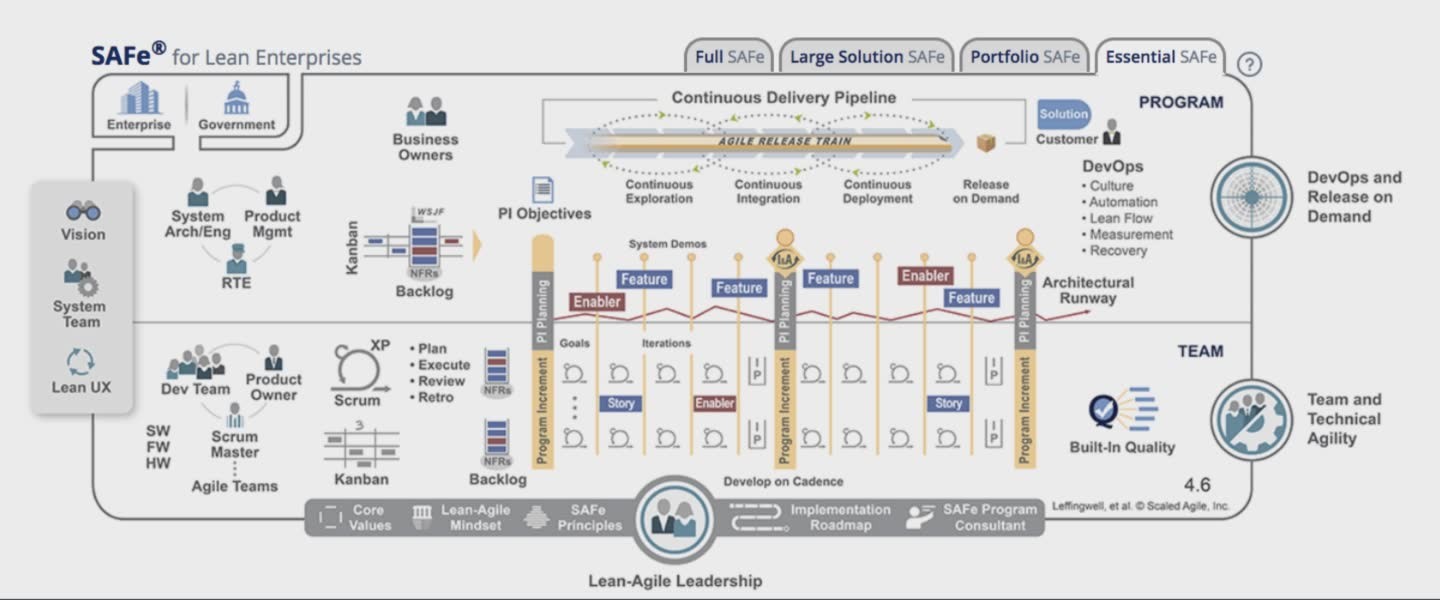 SAFe® for Lean Enterprises
Full SAFe
Large Solution SAFe
Portfolio SAFe
Essential SAFe
?
Enterprise
Government
Business
Owners
Continuous Delivery Pipeline
AGILE RELEASE TRAIN
Continuous
Exploration
Continuous
Integration
Continuous
Deployment
Release
on Demand
Solution
Customer
PROGRAM
DevOps
• Culture
• Automation
• Lean Flow
• Measurement
• Recovery
DevOps and
Release on
Demand
Vision
System
Team
Lean UX
System
Arch/Eng
Product
Mgmt
RTE
Kanban
WSJF
NFRs
Backlog
PI Objectives
System Demos
Enabler
Feature
Feature
Feature
Enabler
Feature
I&A
I&A
PI Planning
PI Planning
PI Planning
Architectural
Runway
TEAM
Dev Team
Product
Owner
Scrum
Master
SW
FW
HW
Agile Teams
XP
Scrum
3
Kanban
• Plan
• Execute
• Review
• Retro
NFRs
NFRs
Backlog
Program Increment
Program Increment
Program Increment
Goals
Iterations
Story
Enabler
Story
I P
I P
I P
I P
Develop on Cadence
Built-In Quality
Team and
Technical
Agility
4.6
Leffingwell, et al. © Scaled Agile, Inc.
Core
Values
Lean-Agile
Mindset
SAFe
Principles
Implementation
Roadmap
SAFe Program
Consultant
Lean-Agile Leadership